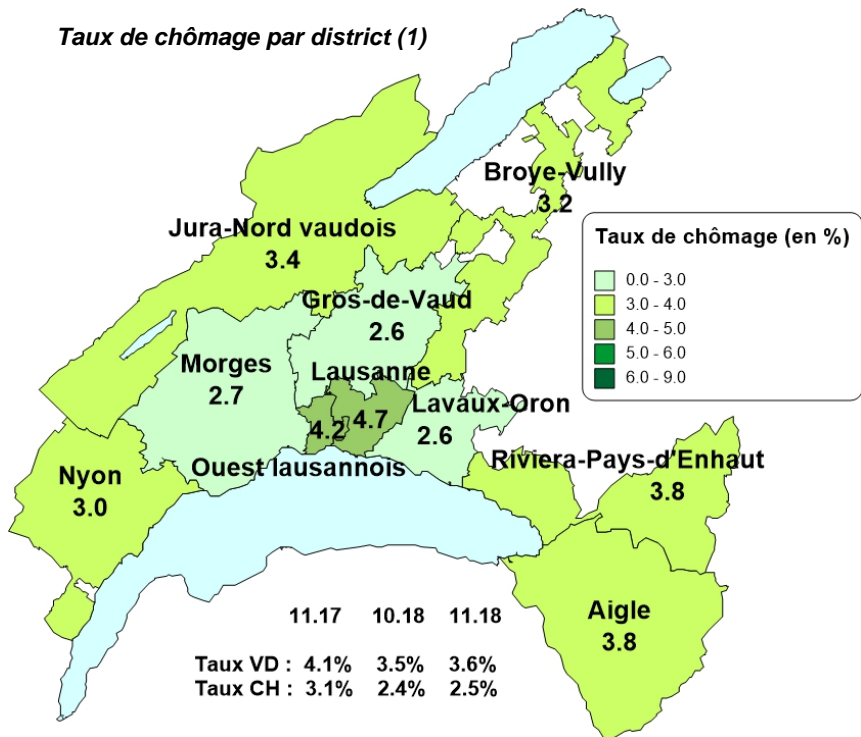 Taux de chômage par district (1)
Broye-Vully
3.2
Jura-Nord vaudois
3.4
Taux de chômage (en %)
0.0 - 3.0
3.0 - 4.0
4.0 - 5.0
5.0 - 6.0
6.0 - 9.0
Gros-de-Vaud
2.6
Morges
2.7
Lausanne
4.7
4.2
Lavaux-Oron
2.6
Ouest lausannois
Riviera-Pays-d'Enhaut
3.8
Nyon
3.0
Aigle
3.8
11.17 10.18 11.18
Taux VD : 4.1% 3.5% 3.6%
Taux CH : 3.1% 2.4% 2.5%